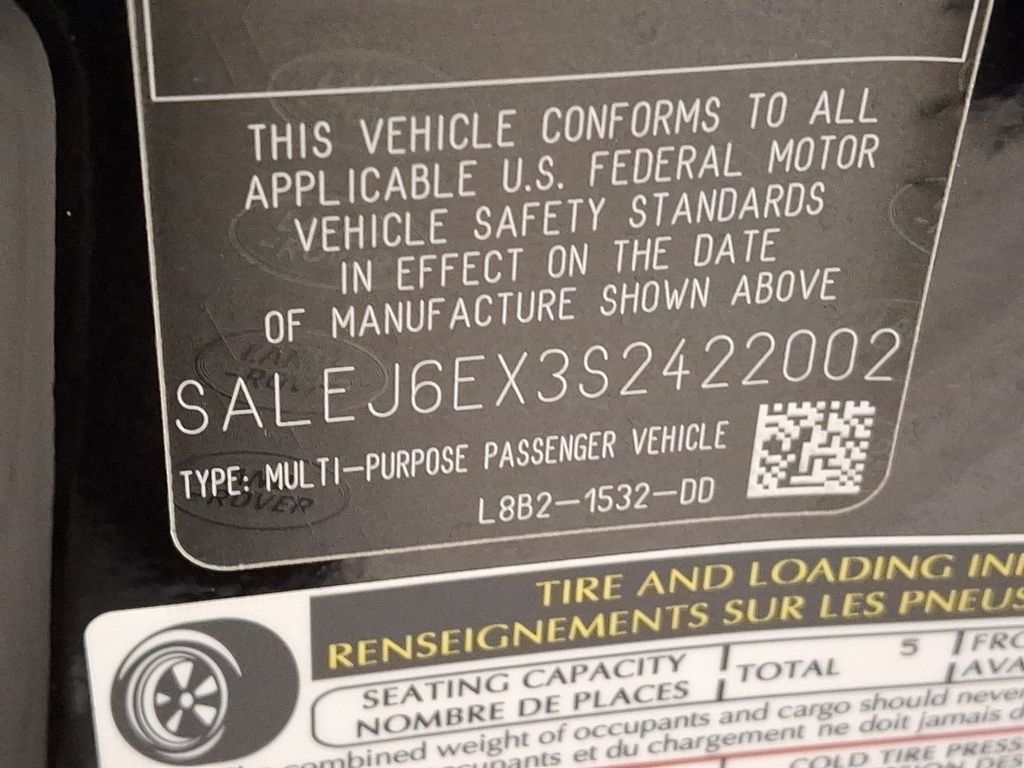 THIS VEHICLE CONFORMS TO ALL
APPLICABLE U.S. FEDERAL MOTOR
VEHICLE SAFETY STANDARDS
IN EFFECT ON THE DATE
OF MANUFACTURE SHOWN ABOVE
SALEJ6EX3S2422002
TYPE: MULTI-PURPOSE PASSENGER VEHICLE
L8B2-1532-DD
LAND
ROVER
TIRE AND LOADING
RENSEIGNEMENTS SUR LES PNEUS
SEATING CAPACITY
NOMBRE DE PLACES
TOTAL 5
combined weight of occupants and cargo should never
occupants et du chargement ne doit jamais
COLD TIRE